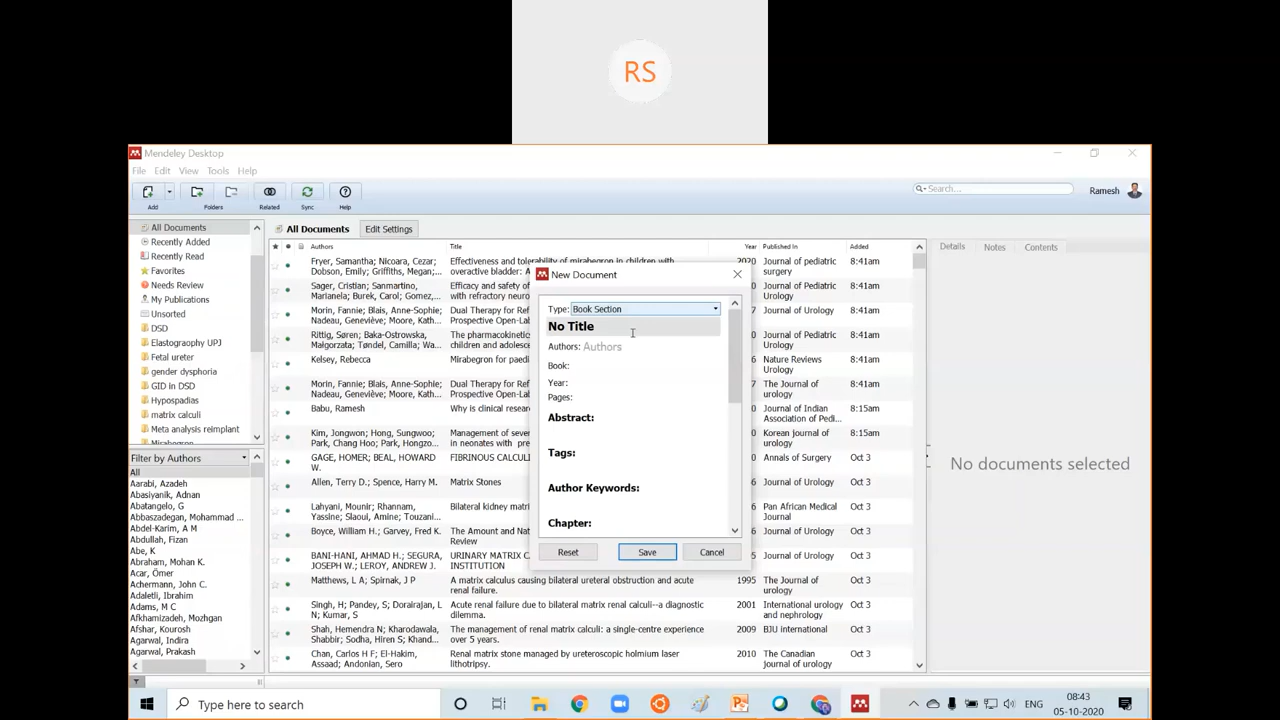 RS
Mendeley Desktop
File Edit View Tools Help
Search...
Ramesh
Add Folders Related Sync Help
All Documents
Recently Added
Recently Read
Favorites
Needs Review
My Publications
Unsorted
DSD
Elastograophy UPJ
Fetal ureter
gender dysphoria
GID in DSD
Hypospadias
matrix calculi
Meta analysis reimplant
Filter by Authors
All
Aarabi, Azadeh
Abasiyanik, Adnan
Abatangelo, G
Abbaszadegan, Mohammad ...
Abdel-Karim, A M
Abdullah, Fizan
Abe, K
Abraham, Mohan K.
Acar, Ömer
Achermann, John C.
Adaletli, Ibrahim
Adams, M C
Afkhamizadeh, Mozhgan
Afshar, Kourosh
Agarwal, Indira
Agarwal, Prakash
All Documents Edit Settings
Authors Title Year Published In Added
Fryer, Samantha; Nicoara, Cezar; Effectiveness and tolerability of mirabegron in children with 2020 Journal of pediatric 8:41am
Dobson, Emily; Griffiths, Megan;... overactive bladder: A surgery
Sager, Cristian; Sanmartino, Efficacy and safety of Journal of Pediatric 8:41am
Marianela; Burek, Carol; Gomez,... with refractory neuro Urology
Morin, Fannie; Blais, Anne-Sophie; Dual Therapy for Ref
Nadeau, Geneviève; Moore, Kath... Prospective Open-Lab
Rittig, Søren; Bako-Ostrowska, The pharmacokinetic
Małgorzata; Tøndel, Camilla; Wa...
Kelsey, Rebecca Mirabegron for paedi Nature Reviews 8:41am
Urology
Morin, Fannie; Blais, Anne-Sophie; Dual Therapy for Ref 7 The Journal of 8:41am
Nadeau, Geneviève; Moore, Kath... Prospective Open-Lab urology
Babu, Ramesh Why is clinical resear Journal of Indian 8:15am
Association of Pedi...
Kim, Jongwon; Hong, Sungwoo; Management of seve Korean journal of 8:15am
Park, Chang Hoo; Park, Hongzo... in neonates with pre urology
GAGE, HOMER; BEAL, HOWARD FIBRINOUS CALCULI Annals of Surgery Oct 3
W.
Allen, Terry D.; Spence, Harry M. Matrix Stones Journal of Urology Oct 3
Lahyani, Mounir; Rhannam, Bilateral kidney matri Pan African Medical Oct 3
Yassine; Slaoui, Amine; Touzani... Journal
Boyce, William H.; Garvey, Fred K. The Amount and Nat Journal of Urology Oct 3
Review
BANI-HANI, AHMAD H.; SEGURA, URINARY MATRIX C Journal of Urology Oct 3
JOSEPH W.; LEROY, ANDREW J. INSTITUTION
Matthews, L A; Spirnak, J P A matrix calculus causing bilateral ureteral obstruction and acute 1995 The Journal of Oct 3
renal failure. urology
Singh, H; Pandey, S; Dorairajan, L Acute renal failure due to bilateral matrix renal calculi--a diagnostic 2001 International urology Oct 3
N; Kumar, S dilemma. and nephrology
Shah, Hemendra N; Kharodawala, The management of renal matrix calculi: a single-centre experience 2009 BJU international Oct 3
Shabbir; Sodha, Hiren S; Khand... over 5 years.
Chan, Carlos H F; El-Hakim, Renal matrix stone managed by ureteroscopic holmium laser 2010 The Canadian Oct 3
Assaad; Andonian, Sero lithotripsy. journal of urology
New Document
Type: Book Section
No Title
Authors: Authors
Book:
Year:
Pages:
Abstract:
Tags:
Author Keywords:
Chapter:
Reset Save Cancel
Details Notes Contents
No documents selected
Type here to search
ENG
08:43
05-10-2020